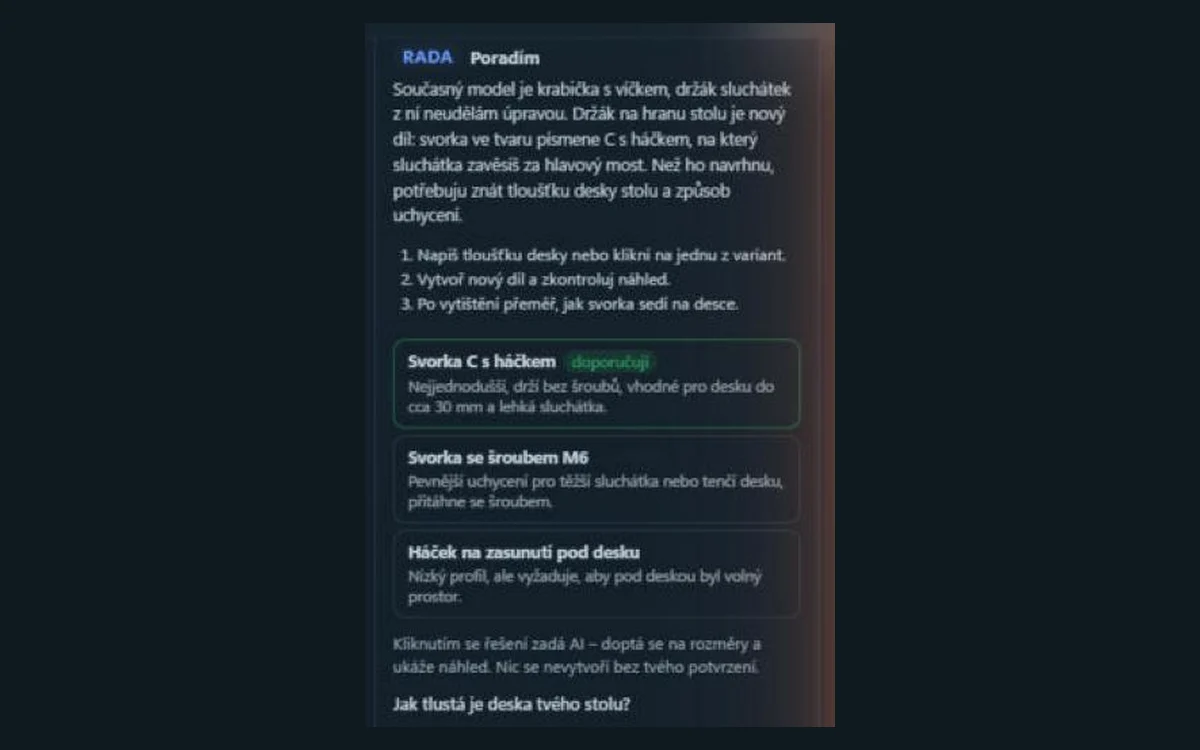 RADA Poradím
Současný model je krabička s víčkem, držák sluchátek
z ní neudělám úpravou. Držák na hranu stolu je nový
díl: svorka ve tvaru písmene C s háčkem, na který
sluchátka zavěsíš za hlavový most. Než ho navrhnu,
potřebuju znát tloušťku desky stolu a způsob
uchycení.
1. Napiš tloušťku desky nebo klikni na jednu z variant.
2. Vytvoř nový díl a zkontroluj náhled.
3. Po vytištění přeměř, jak svorka sedí na desce.
Svorka C s háčkem doporučuji
Nejjednodušší, drží bez šroubů, vhodné pro desku do
cca 30 mm a lehká sluchátka.
Svorka se šroubem M6
Pevnější uchycení pro těžší sluchátka nebo tenčí desku,
přitáhne se šroubem.
Háček na zasunutí pod desku
Nízký profil, ale vyžaduje, aby pod deskou byl volný
prostor.
Kliknutím se řešení zadá AI – doptá se na rozměry a
ukáže náhled. Nic se nevytvoří bez tvého potvrzení.
Jak tlustá je deska tvého stolu?